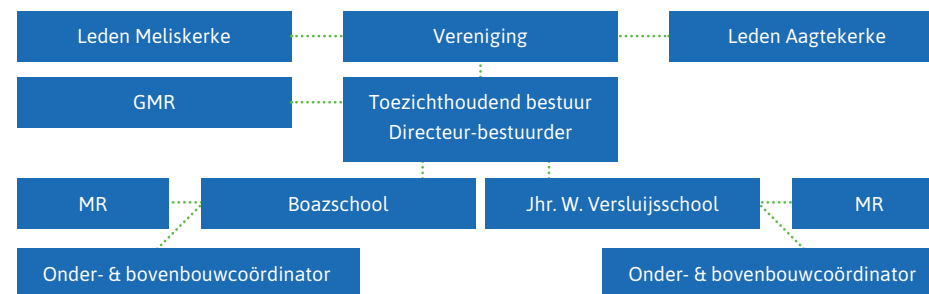 Leden Meliskerke
Vereniging
Leden Aagtekerke
GMR
Toezichthoudend bestuur
Directeur-bestuurder
MR
Boazschool
Jhr. W. Versluijsschool
MR
Onder- & bovenbouwcoördinator
Onder- & bovenbouwcoördinator